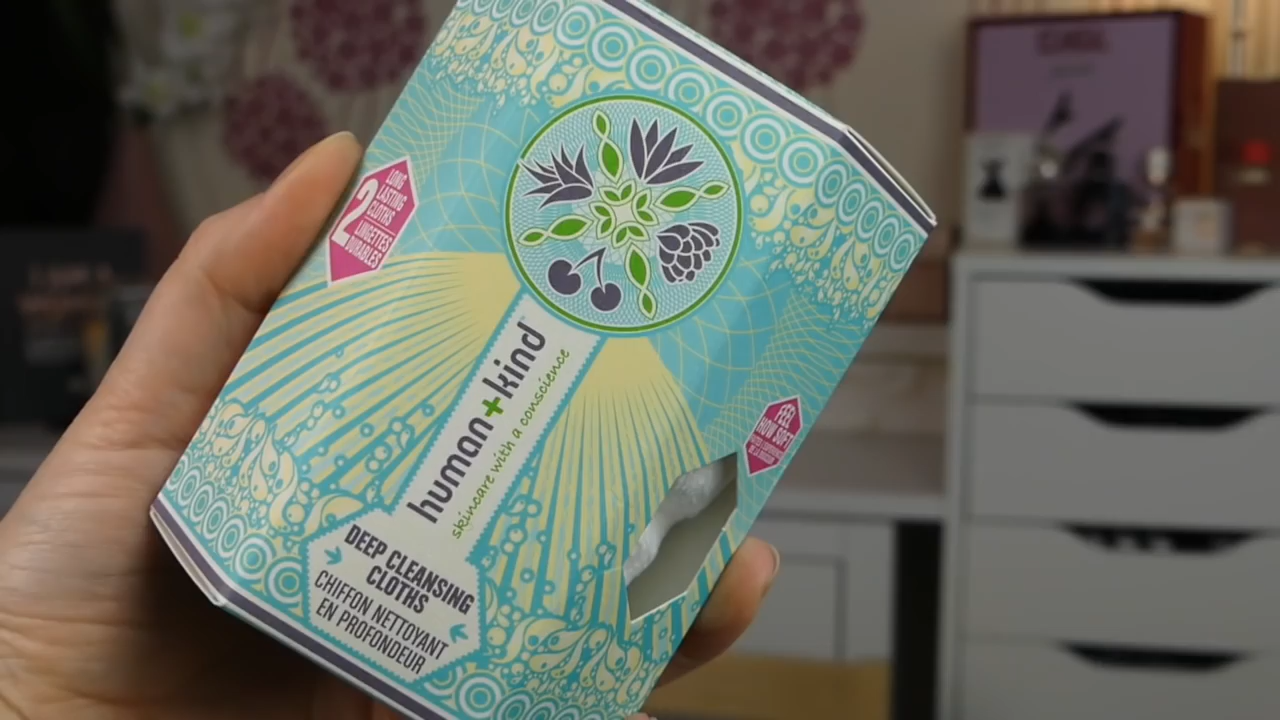 2 LONG
LASTING
CLOTHS
LINGETTES
DURABLES
human+kind™
skincare with a conscience
FEEL
HOW SOFT
DEEP CLEANSING
CLOTHS
CHIFFON NETTOYANT
EN PROFONDEUR